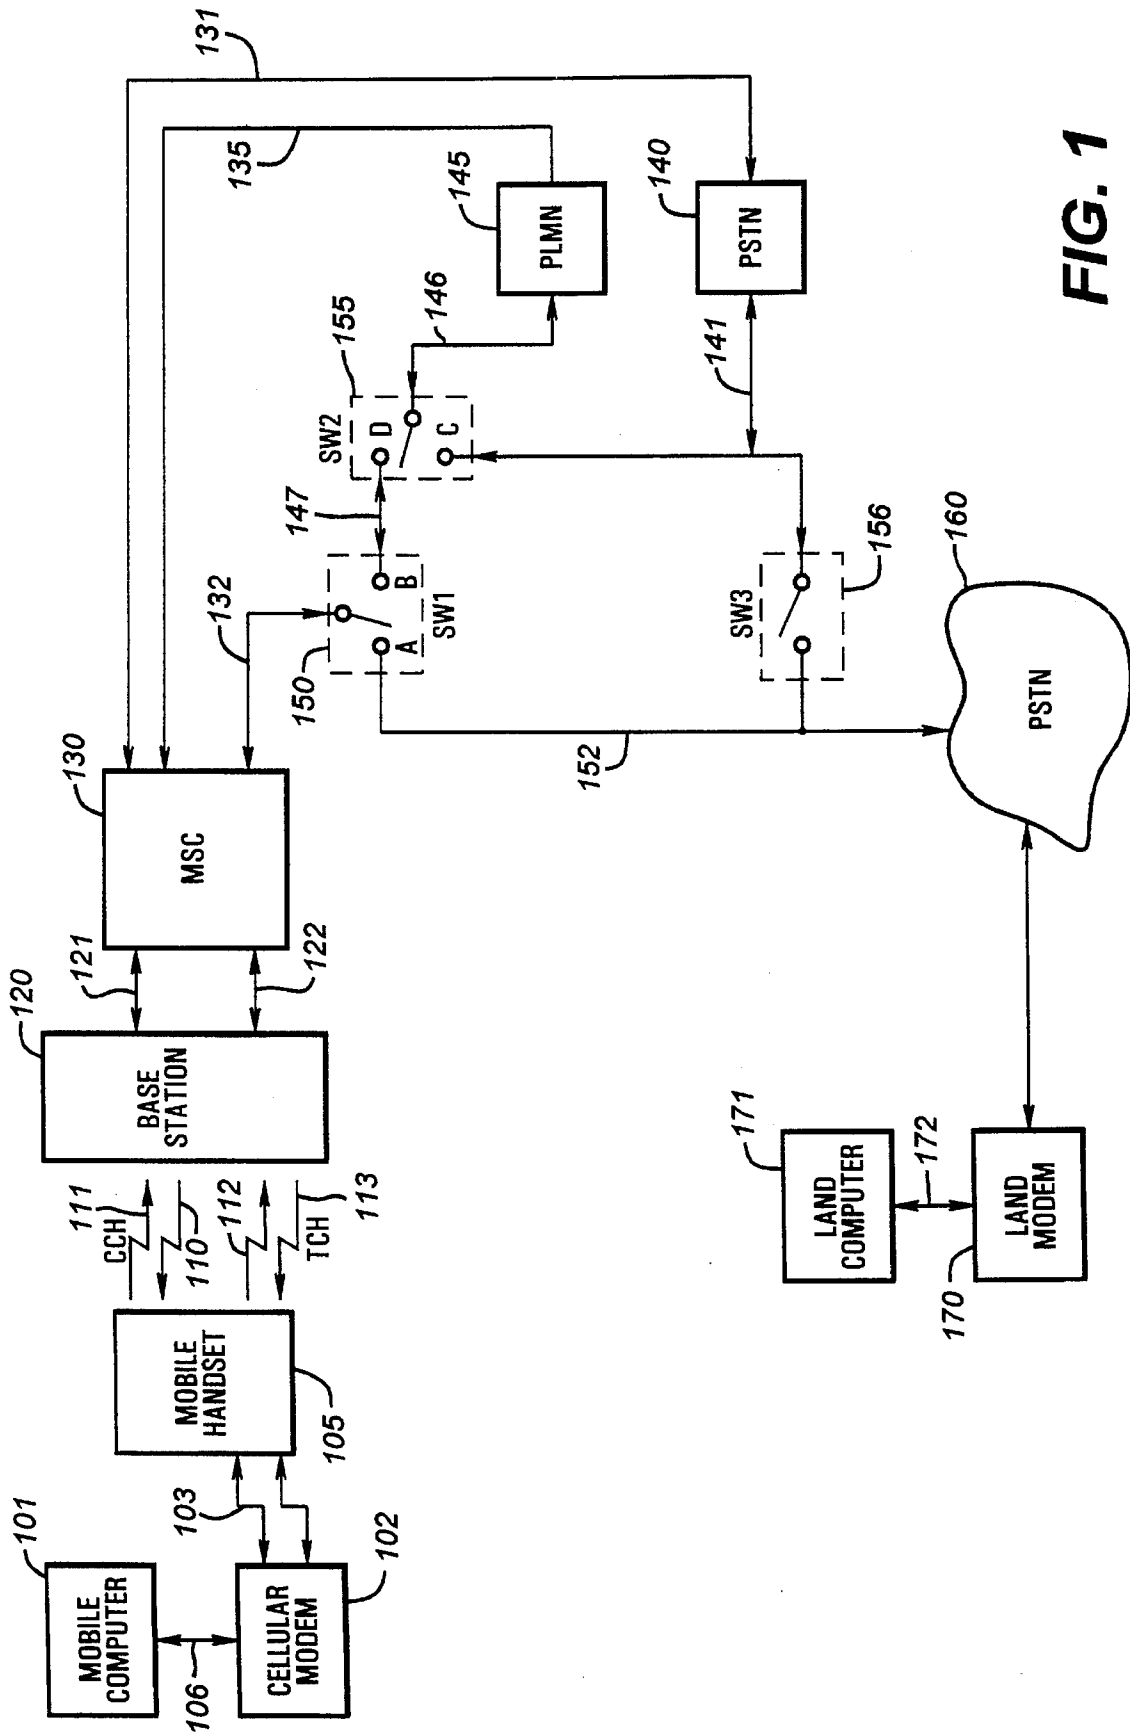 101
MOBILE
COMPUTER
106
CELLULAR
MODEM
102
103
MOBILE
HANDSET
105
CCH
111
110
112
TCH
113
120
BASE
STATION
121
122
130
MSC
132
150
A
B
SW1
147
SW2
D
C
155
146
PLMN
145
135
131
PSTN
140
141
152
SW3
156
160
PSTN
171
LAND
COMPUTER
172
LAND
MODEM
170
FIG. 1